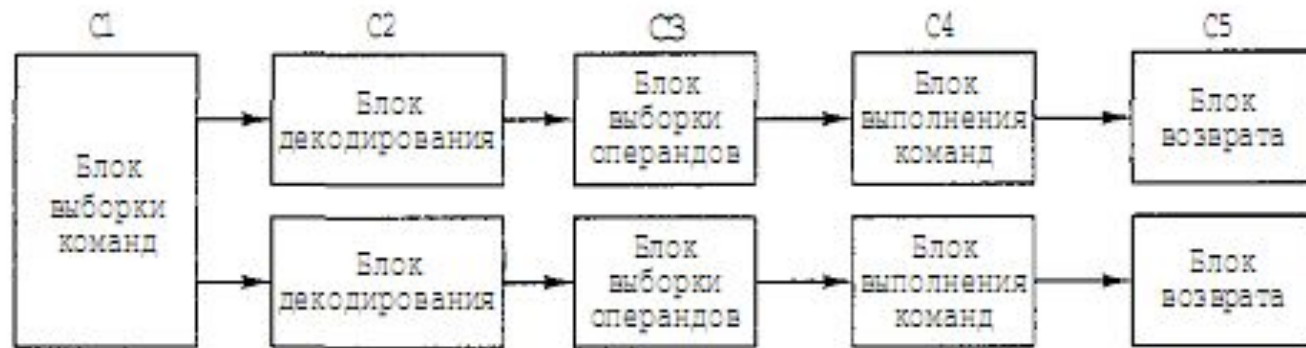 C1
C2
C3
C4
C5
Блок
выборки
команд
Блок
декодирования
Блок
выборки
операндов
Блок
выполнения
команд
Блок
возврата
Блок
декодирования
Блок
выборки
операндов
Блок
выполнения
команд
Блок
возврата